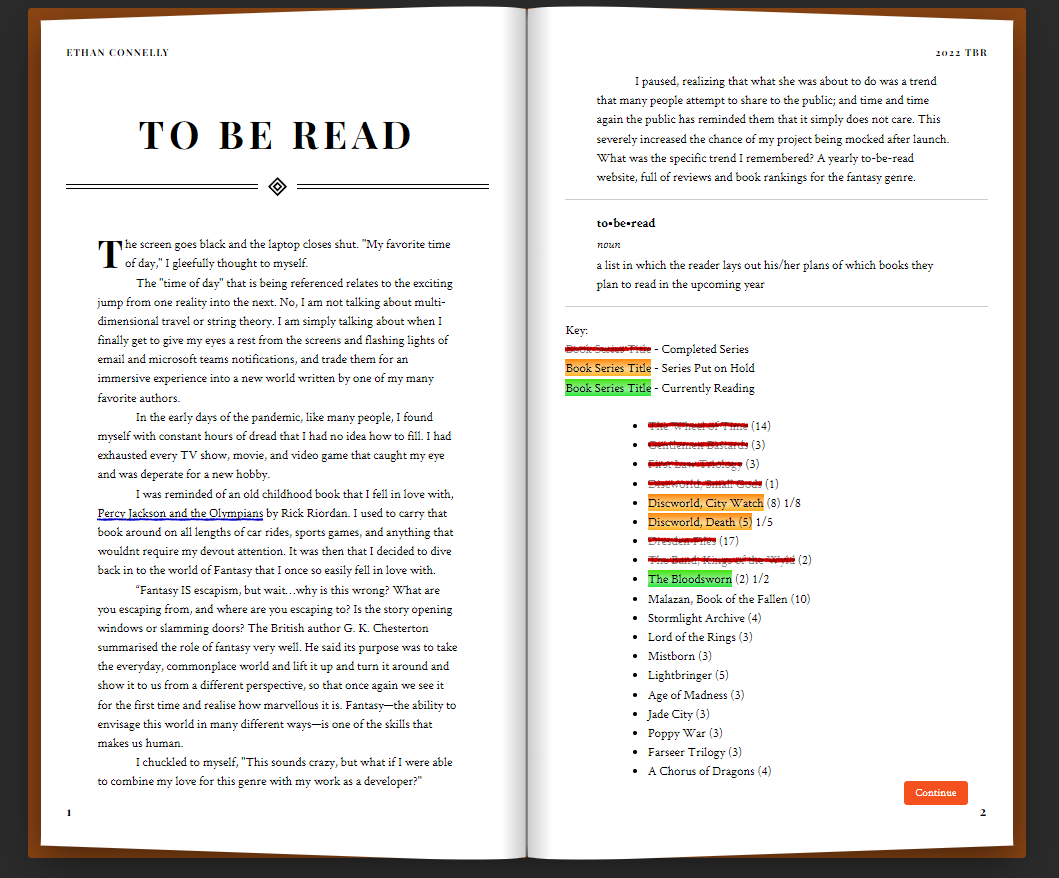 ETHAN CONNELLY
TO BE READ
The screen goes black and the laptop closes shut. "My favorite time
of day," I gleefully thought to myself.
The "time of day" that is being referenced relates to the exciting
jump from one reality into the next. No, I am not talking about multi-
dimensional travel or string theory. I am simply talking about when I
finally get to give my eyes a rest from the screens and flashing lights of
email and microsoft teams notifications, and trade them for an
immersive experience into a new world written by one of my many
favorite authors.
In the early days of the pandemic, like many people, I found
myself with constant hours of dread that I had no idea how to fill. I had
exhausted every TV show, movie, and video game that caught my eye
and was deperate for a new hobby.
I was reminded of an old childhood book that I fell in love with,
Percy Jackson and the Olympians by Rick Riordan. I used to carry that
book around on all lengths of car rides, sports games, and anything that
wouldnt require my devout attention. It was then that I decided to dive
back in to the world of Fantasy that I once so easily fell in love with.
“Fantasy IS escapism, but wait…why is this wrong? What are
you escaping from, and where are you escaping to? Is the story opening
windows or slamming doors? The British author G. K. Chesterton
summarised the role of fantasy very well. He said its purpose was to take
the everyday, commonplace world and lift it up and turn it around and
show it to us from a different perspective, so that once again we see it
for the first time and realise how marvellous it is. Fantasy—the ability to
envisage this world in many different ways—is one of the skills that
makes us human.
I chuckled to myself, "This sounds crazy, but what if I were able
to combine my love for this genre with my work as a developer?"
1
2022 TBR
I paused, realizing that what she was about to do was a trend
that many people attempt to share to the public; and time and time
again the public has reminded them that it simply does not care. This
severely increased the chance of my project being mocked after launch.
What was the specific trend I remembered? A yearly to-be-read
website, full of reviews and book rankings for the fantasy genre.
to•be•read
noun
a list in which the reader lays out his/her plans of which books they
plan to read in the upcoming year
Key:
Book Series Title - Completed Series
Book Series Title - Series Put on Hold
Book Series Title - Currently Reading
The Wheel of Time (14)
Gentlemen Bastards (3)
First Law Triology (3)
Discworld, Small Gods (1)
Discworld, City Watch (8) 1/8
Discworld, Death (5) 1/5
Dresden Files (17)
The Band, Kings of the Wyld (2)
The Bloodsworn (2) 1/2
Malazan, Book of the Fallen (10)
Stormlight Archive (4)
Lord of the Rings (3)
Mistborn (3)
Lightbringer (5)
Age of Madness (3)
Jade City (3)
Poppy War (3)
Farseer Trilogy (3)
A Chorus of Dragons (4)
Continue
2